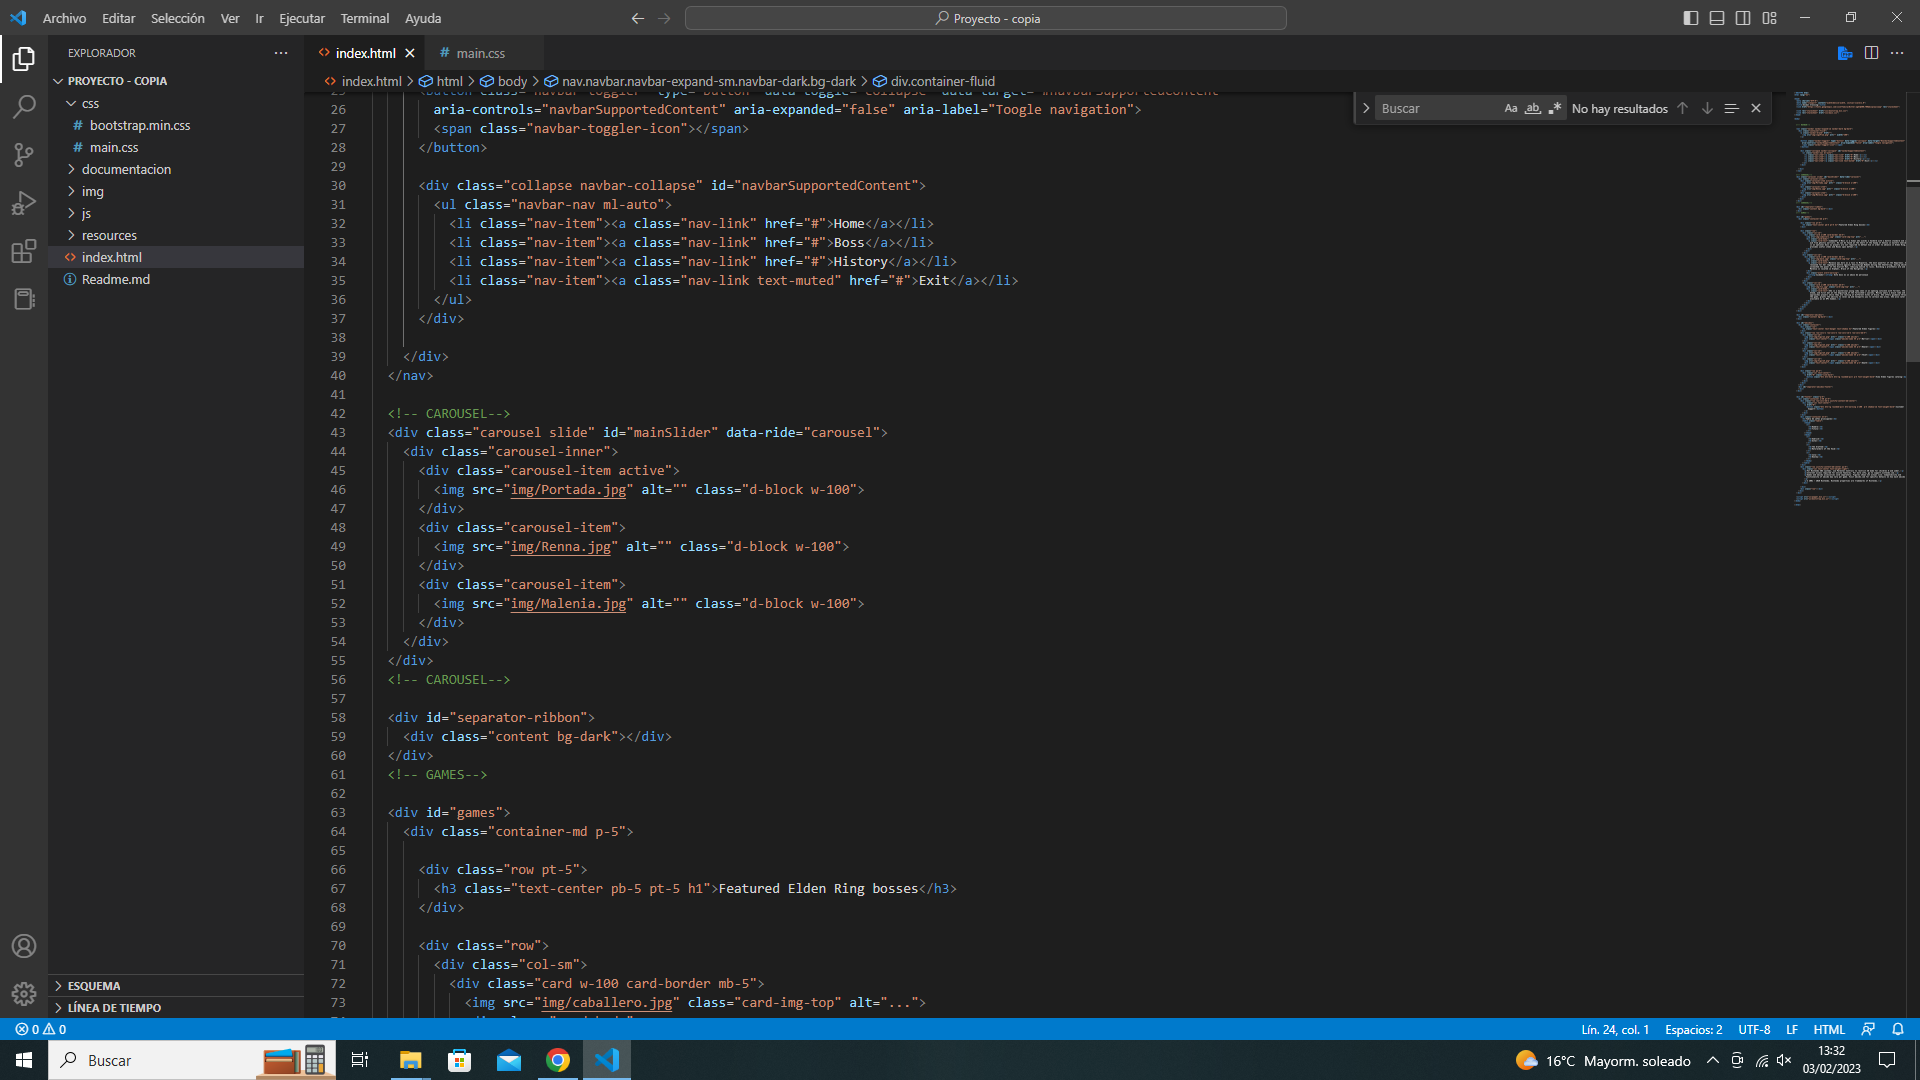 Archivo Editar Selección Ver Ir Ejecutar Terminal Ayuda
Proyecto - copia
EXPLORADOR
PROYECTO - COPIA
css
bootstrap.min.css
main.css
documentacion
img
js
resources
index.html
Readme.md
ESQUEMA
LÍNEA DE TIEMPO
index.html
main.css
index.html > html > body > nav.navbar.navbar-expand-sm.navbar-dark.bg-dark > div.container-fluid
Buscar Aa ab No hay resultados
26 aria-controls="navbarSupportedContent" aria-expanded="false" aria-label="Toogle navigation">
27 <span class="navbar-toggler-icon"></span>
28 </button>
29
30 <div class="collapse navbar-collapse" id="navbarSupportedContent">
31 <ul class="navbar-nav ml-auto">
32 <li class="nav-item"><a class="nav-link" href="#">Home</a></li>
33 <li class="nav-item"><a class="nav-link" href="#">Boss</a></li>
34 <li class="nav-item"><a class="nav-link" href="#">History</a></li>
35 <li class="nav-item"><a class="nav-link text-muted" href="#">Exit</a></li>
36 </ul>
37 </div>
38
39 </div>
40 </nav>
41
42 <!-- CAROUSEL-->
43 <div class="carousel slide" id="mainSlider" data-ride="carousel">
44 <div class="carousel-inner">
45 <div class="carousel-item active">
46 <img src="img/Portada.jpg" alt="" class="d-block w-100">
47 </div>
48 <div class="carousel-item">
49 <img src="img/Renna.jpg" alt="" class="d-block w-100">
50 </div>
51 <div class="carousel-item">
52 <img src="img/Malenia.jpg" alt="" class="d-block w-100">
53 </div>
54 </div>
55 </div>
56 <!-- CAROUSEL-->
57
58 <div id="separator-ribbon">
59 <div class="content bg-dark"></div>
60 </div>
61 <!-- GAMES-->
62
63 <div id="games">
64 <div class="container-md p-5">
65
66 <div class="row pt-5">
67 <h3 class="text-center pb-5 pt-5 h1">Featured Elden Ring bosses</h3>
68 </div>
69
70 <div class="row">
71 <div class="col-sm">
72 <div class="card w-100 card-border mb-5">
73 <img src="img/caballero.jpg" class="card-img-top" alt="...">
0 0
Lín. 24, col. 1 Espacios: 2 UTF-8 LF HTML
Buscar
16°C Mayorm. soleado
13:32
03/02/2023